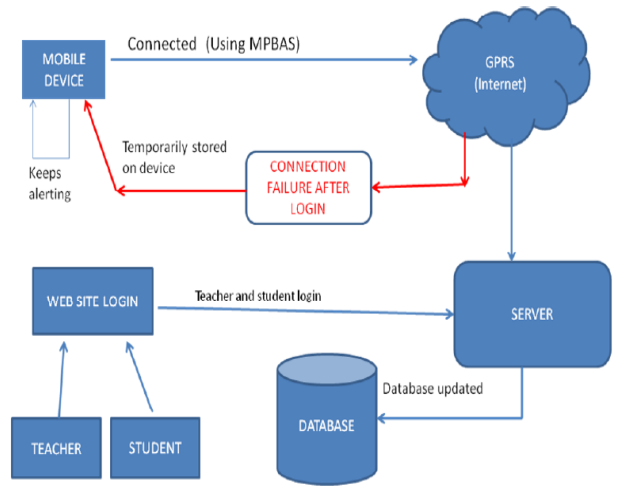 Connected (Using MPBAS)
MOBILE
DEVICE
GPRS
(Internet)
Temporarily stored
on device
Keeps
alerting
CONNECTION
FAILURE AFTER
LOGIN
WEB SITE LOGIN
Teacher and student login
SERVER
Database updated
DATABASE
TEACHER
STUDENT